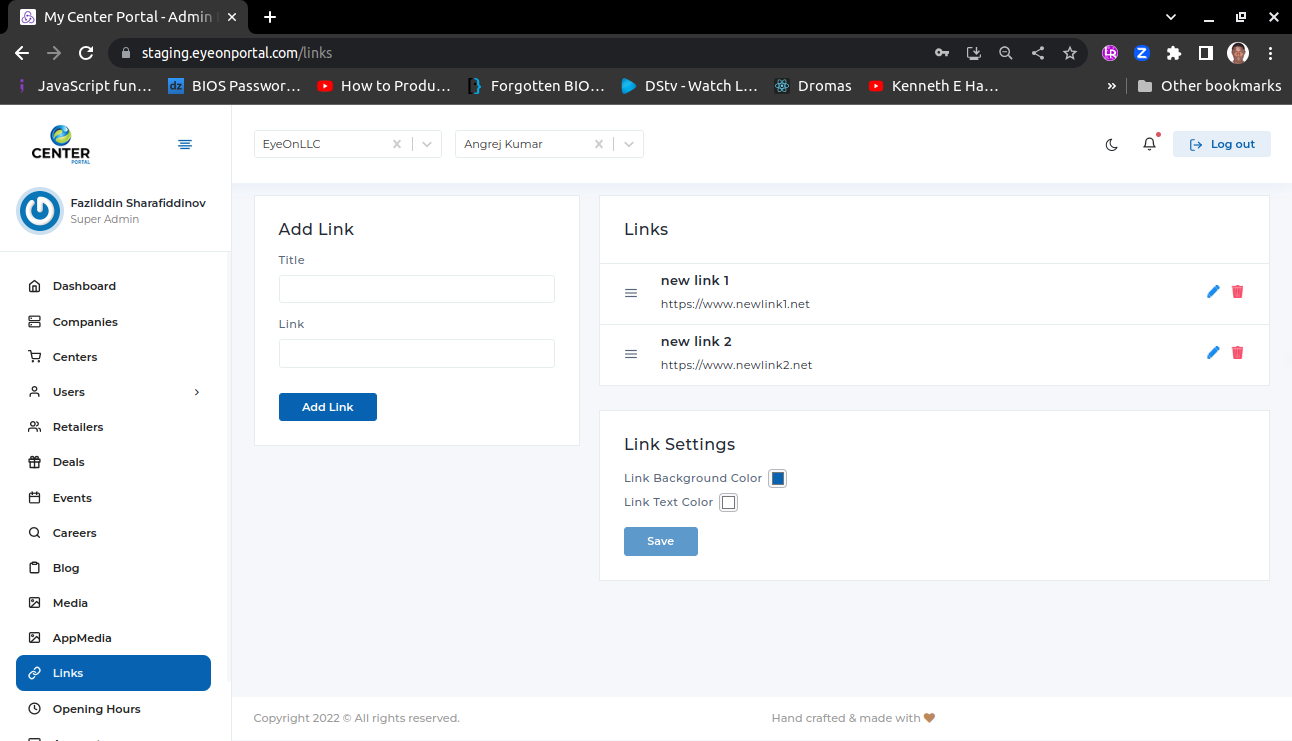 My Center Portal - Admin
staging.eyeonportal.com/links
JavaScript fun...
dz
BIOS Passwor...
How to Produ...
Forgotten BIO...
DStv - Watch L...
Dromas
Kenneth E Ha...
»
Other bookmarks
CENTER
PORTAL
EyeOnLLC
Angrej Kumar
Log out
Fazliddin Sharafiddinov
Super Admin
Dashboard
Companies
Centers
Users
Retailers
Deals
Events
Careers
Blog
Media
AppMedia
Links
Opening Hours
Add Link
Title
Link
Add Link
Links
new link 1
https://www.newlink1.net
new link 2
https://www.newlink2.net
Link Settings
Link Background Color
Link Text Color
Save
Copyright 2022 © All rights reserved.
Hand crafted & made with